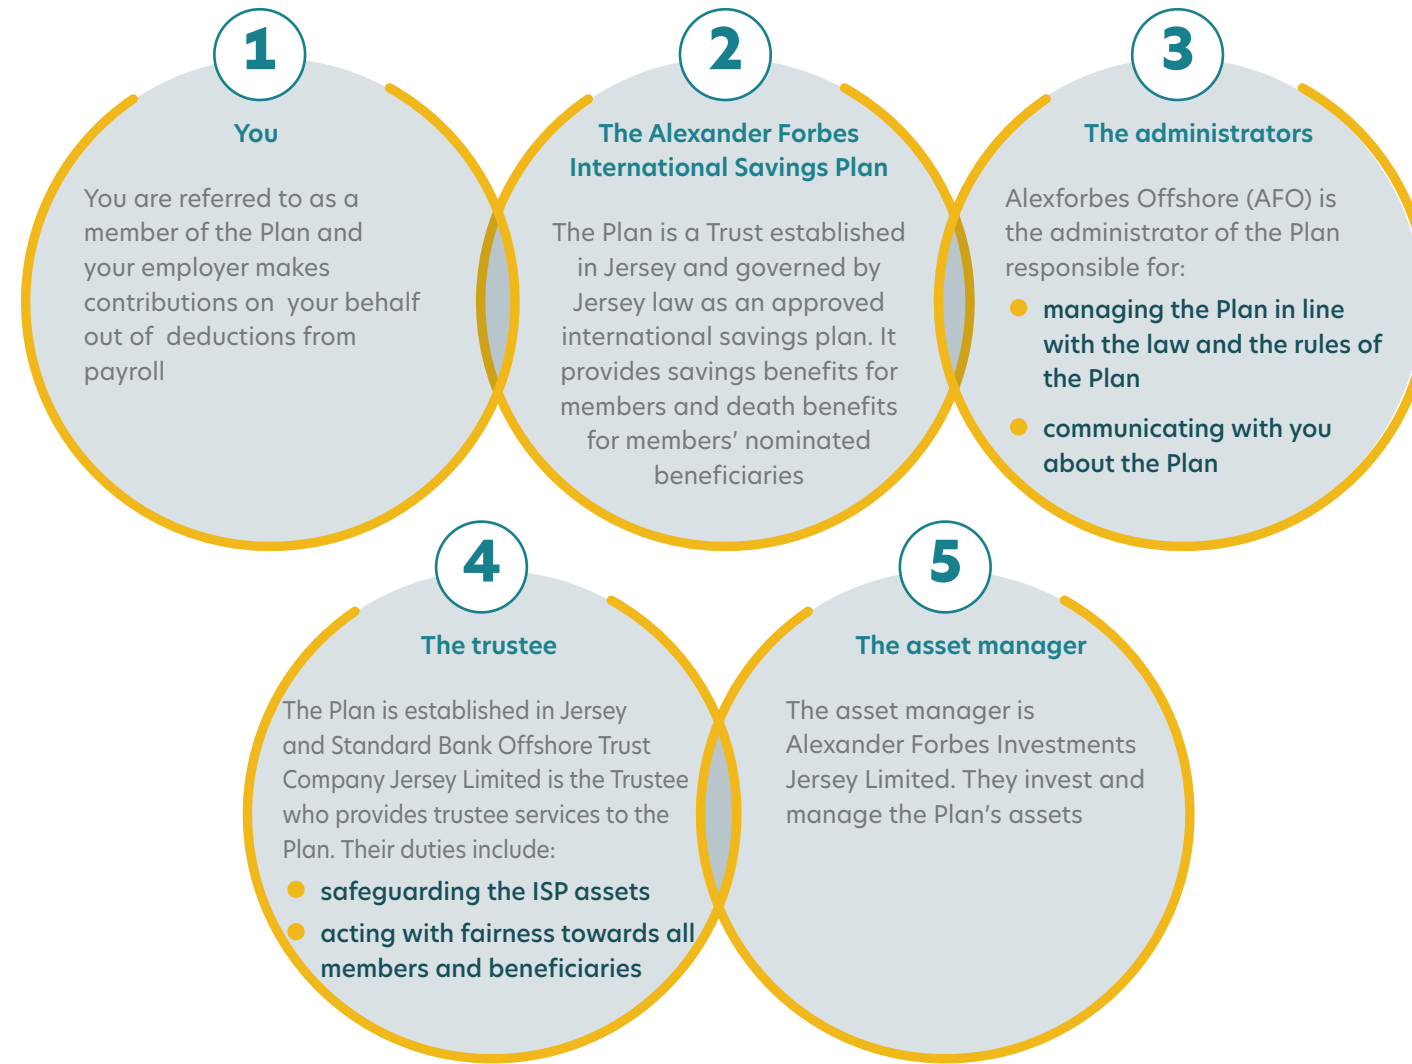 1
You
You are referred to as a
member of the Plan and
your employer makes
contributions on your behalf
out of deductions from
payroll
2
The Alexander Forbes
International Savings Plan
The Plan is a Trust established
in Jersey and governed by
Jersey law as an approved
international savings plan. It
provides savings benefits for
members and death benefits
for members’ nominated
beneficiaries
3
The administrators
Alexforbes Offshore (AFO) is
the administrator of the Plan
responsible for:
managing the Plan in line
with the law and the rules of
the Plan
communicating with you
about the Plan
4
The trustee
The Plan is established in Jersey
and Standard Bank Offshore Trust
Company Jersey Limited is the Trustee
who provides trustee services to the
Plan. Their duties include:
safeguarding the ISP assets
acting with fairness towards all
members and beneficiaries
5
The asset manager
The asset manager is
Alexander Forbes Investments
Jersey Limited. They invest and
manage the Plan’s assets